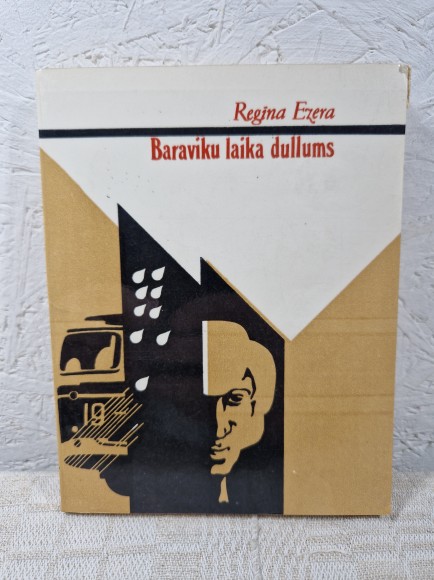 Regina Ezera
Baraviku laika dullums
19